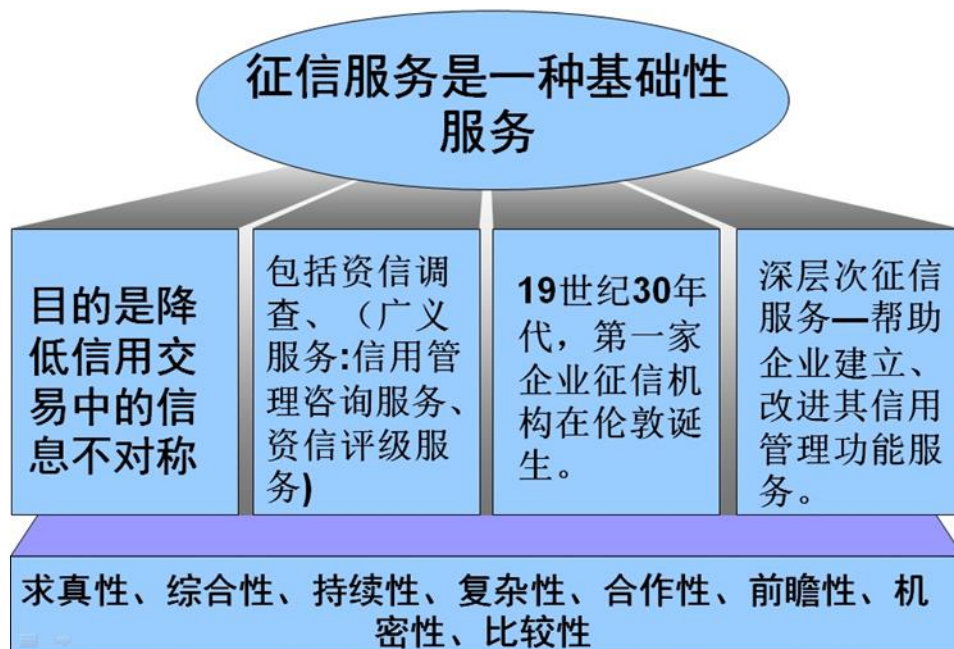 征信服务是一种基础性
服务
目的是降
低信用交
易中的信
息不对称
包括资信调
查、（广义
服务:信用管
理咨询服务、
资信评级服
务)
19世纪30年
代，第一家
企业征信机
构在伦敦诞
生。
深层次征信
服务—帮助
企业建立、
改进其信用
管理功能服
务。
求真性、综合性、持续性、复杂性、合作性、前瞻性、机
密性、比较性